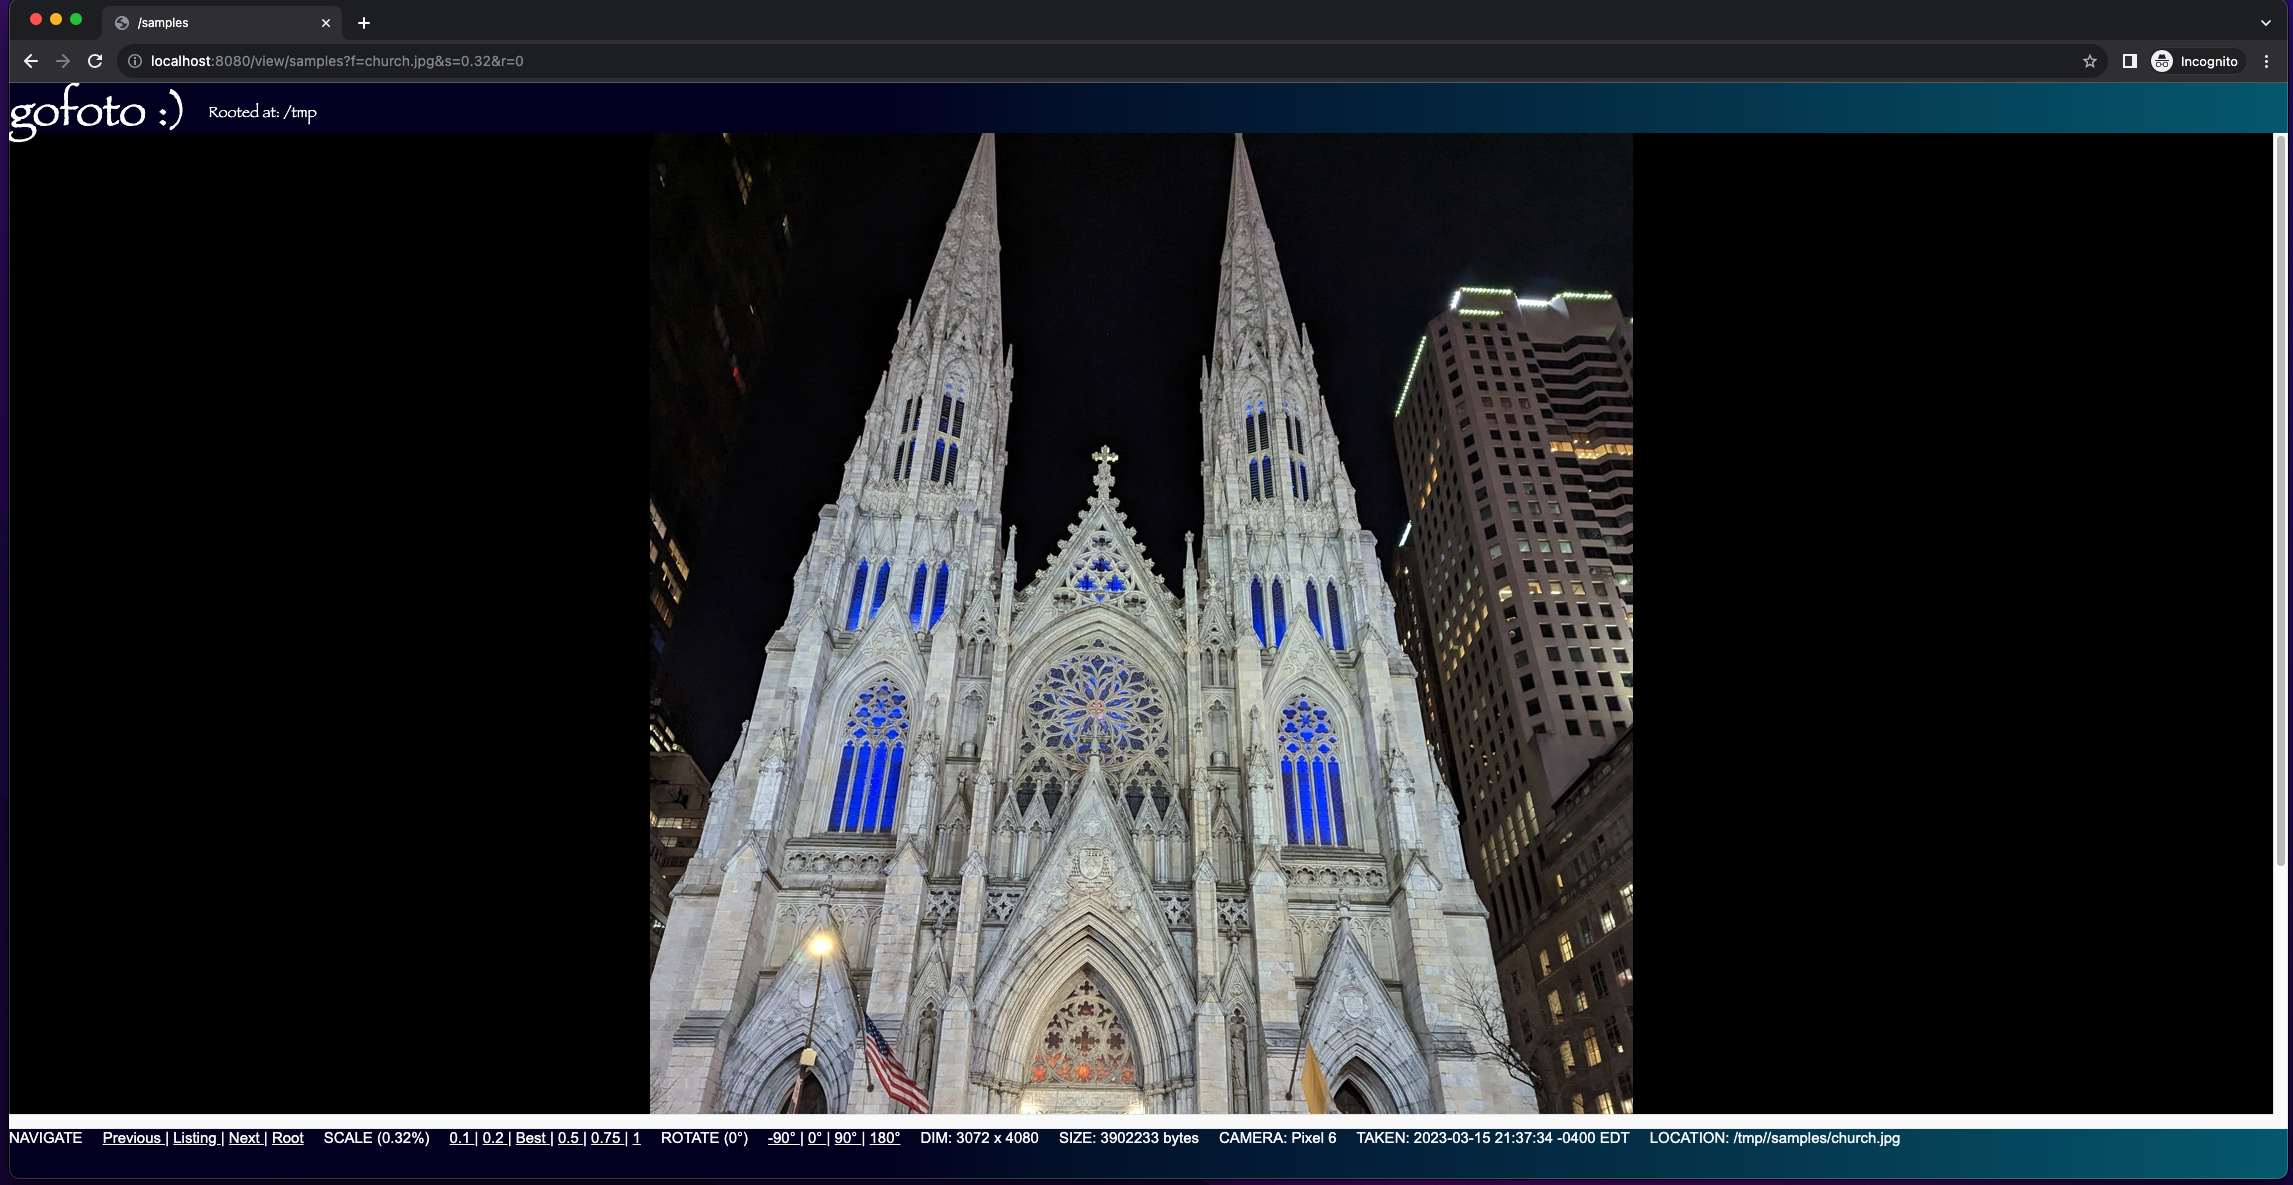 /samples
localhost:8080/view/samples?f=church.jpg&s=0.32&r=0
Incognito
gofoto :) Rooted at: /tmp
NAVIGATE Previous | Listing | Next | Root SCALE (0.32%) 0.1 | 0.2 | Best | 0.5 | 0.75 | 1 ROTATE (0°) -90° | 0° | 90° | 180° DIM: 3072 x 4080 SIZE: 3902233 bytes CAMERA: Pixel 6 TAKEN: 2023-03-15 21:37:34 -0400 EDT LOCATION: /tmp//samples/church.jpg